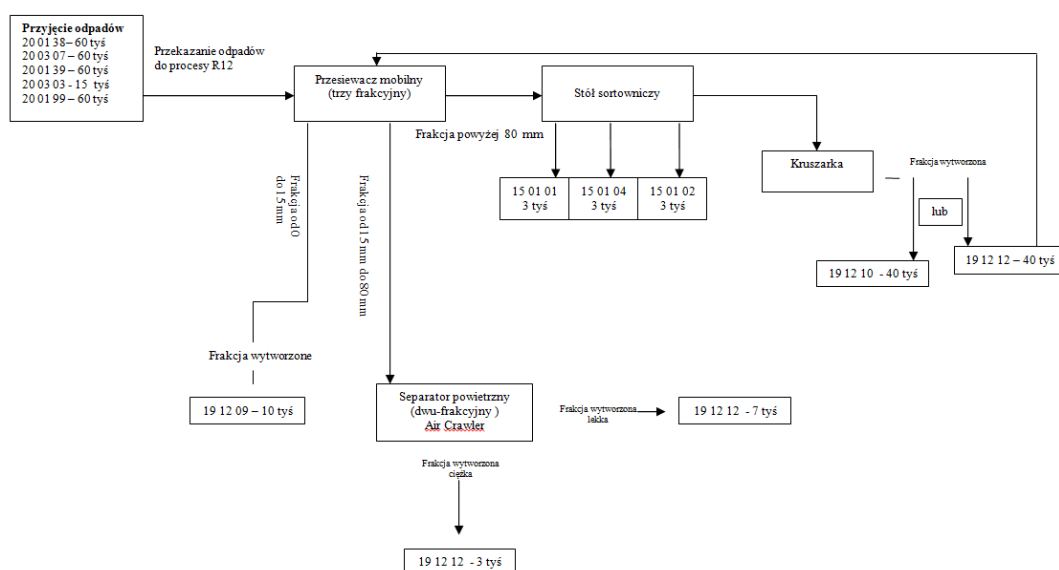 Przyjęcie odpadów
20 01 38 – 60 tyś
20 03 07 – 60 tyś
20 01 39 – 60 tyś
20 03 03 - 15 tyś
20 01 99 – 60 tyś
Przekazanie odpadów
do procesy R12
Przesiewacz mobilny
(trzy frakcyjny)
Stół sortowniczy
Frakcja powyżej 80 mm
15 01 01
3 tyś
15 01 04
3 tyś
15 01 02
3 tyś
Kruszarka
Frakcja wytworzona
lub
19 12 10 - 40 tyś
19 12 12 – 40 tyś
Frakcja od 0
do 15 mm
Frakcja od 15 mm do 80 mm
Frakcja wytworzone
19 12 09 – 10 tyś
Separator powietrzny
(dwu-frakcyjny )
Air Crawler
Frakcja wytworzona
lekka
19 12 12 - 7 tyś
Frakcja wytworzona
ciężka
19 12 12 - 3 tyś